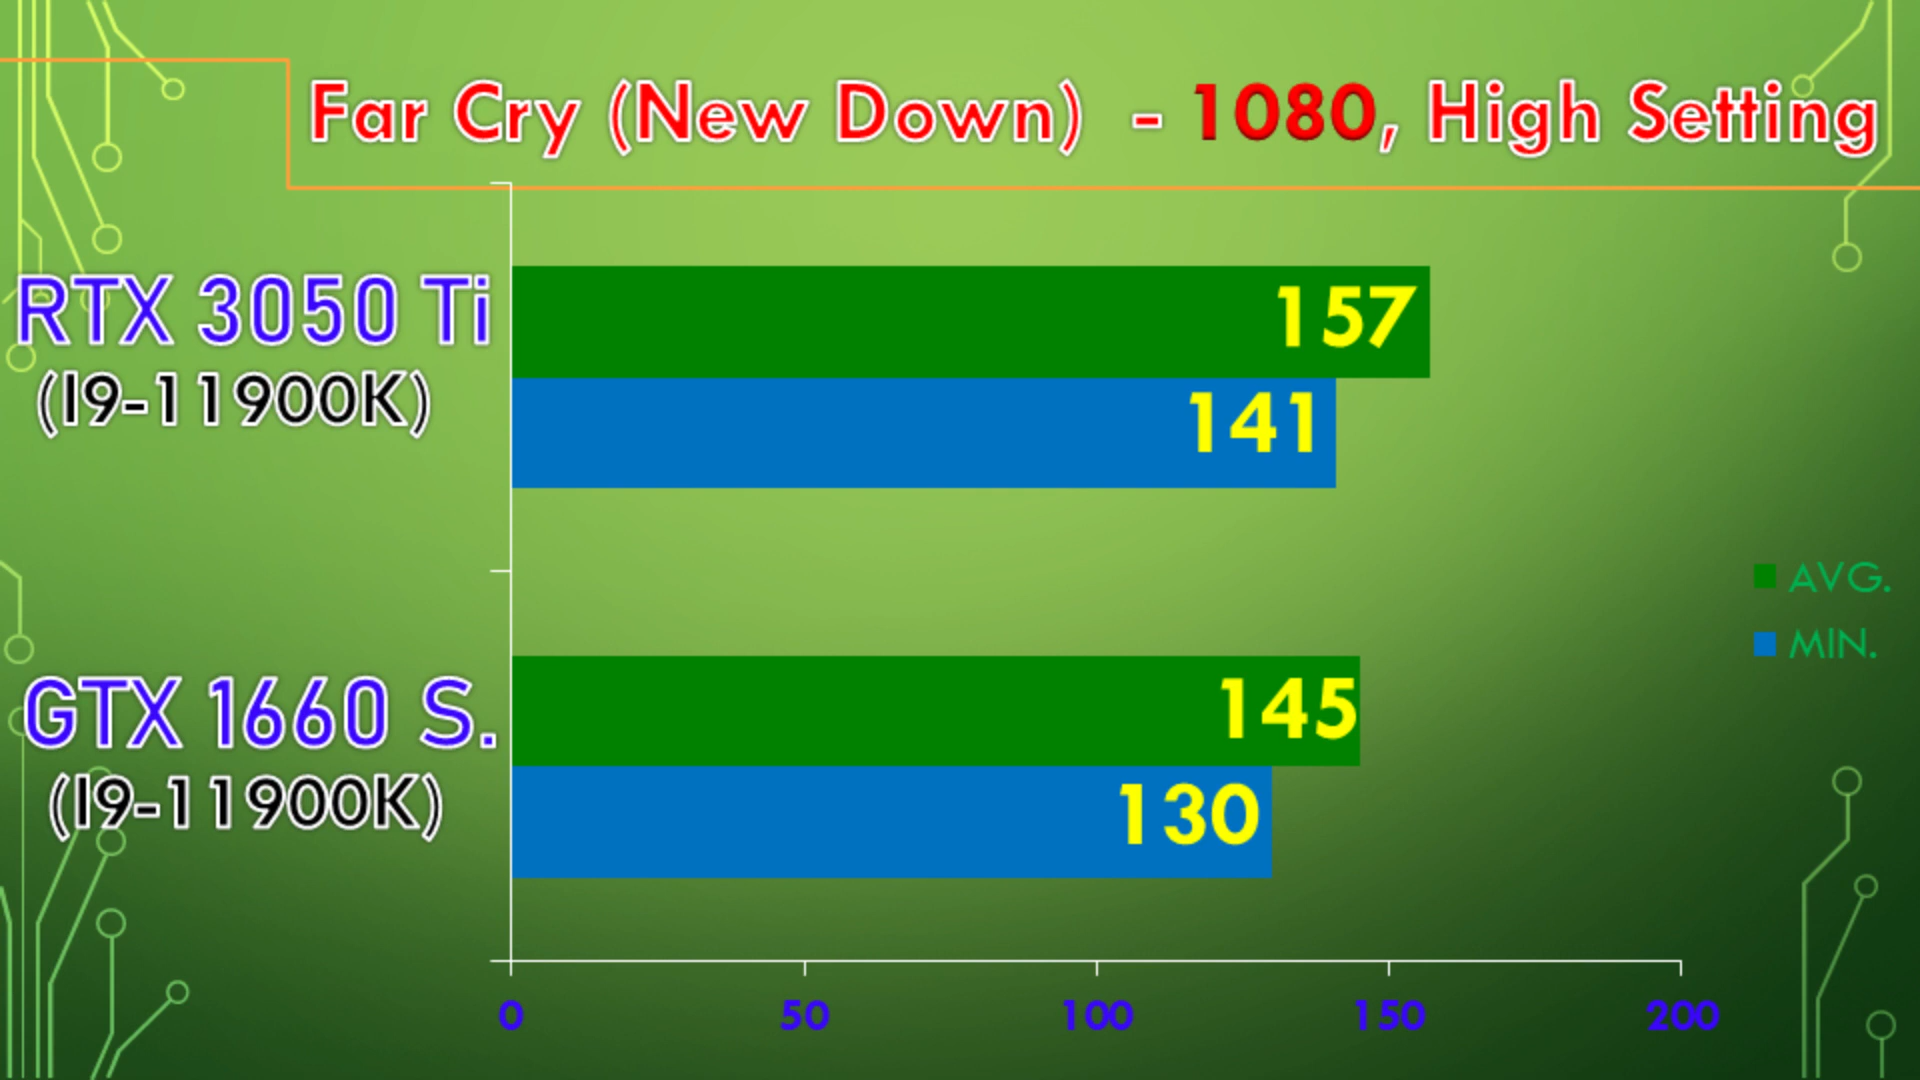 Far Cry (New Down) - 1080, High Setting
RTX 3050 Ti
(I9-11900K)
157
141
GTX 1660 S.
(I9-11900K)
145
130
AVG.
MIN.
0 50 100 150 200